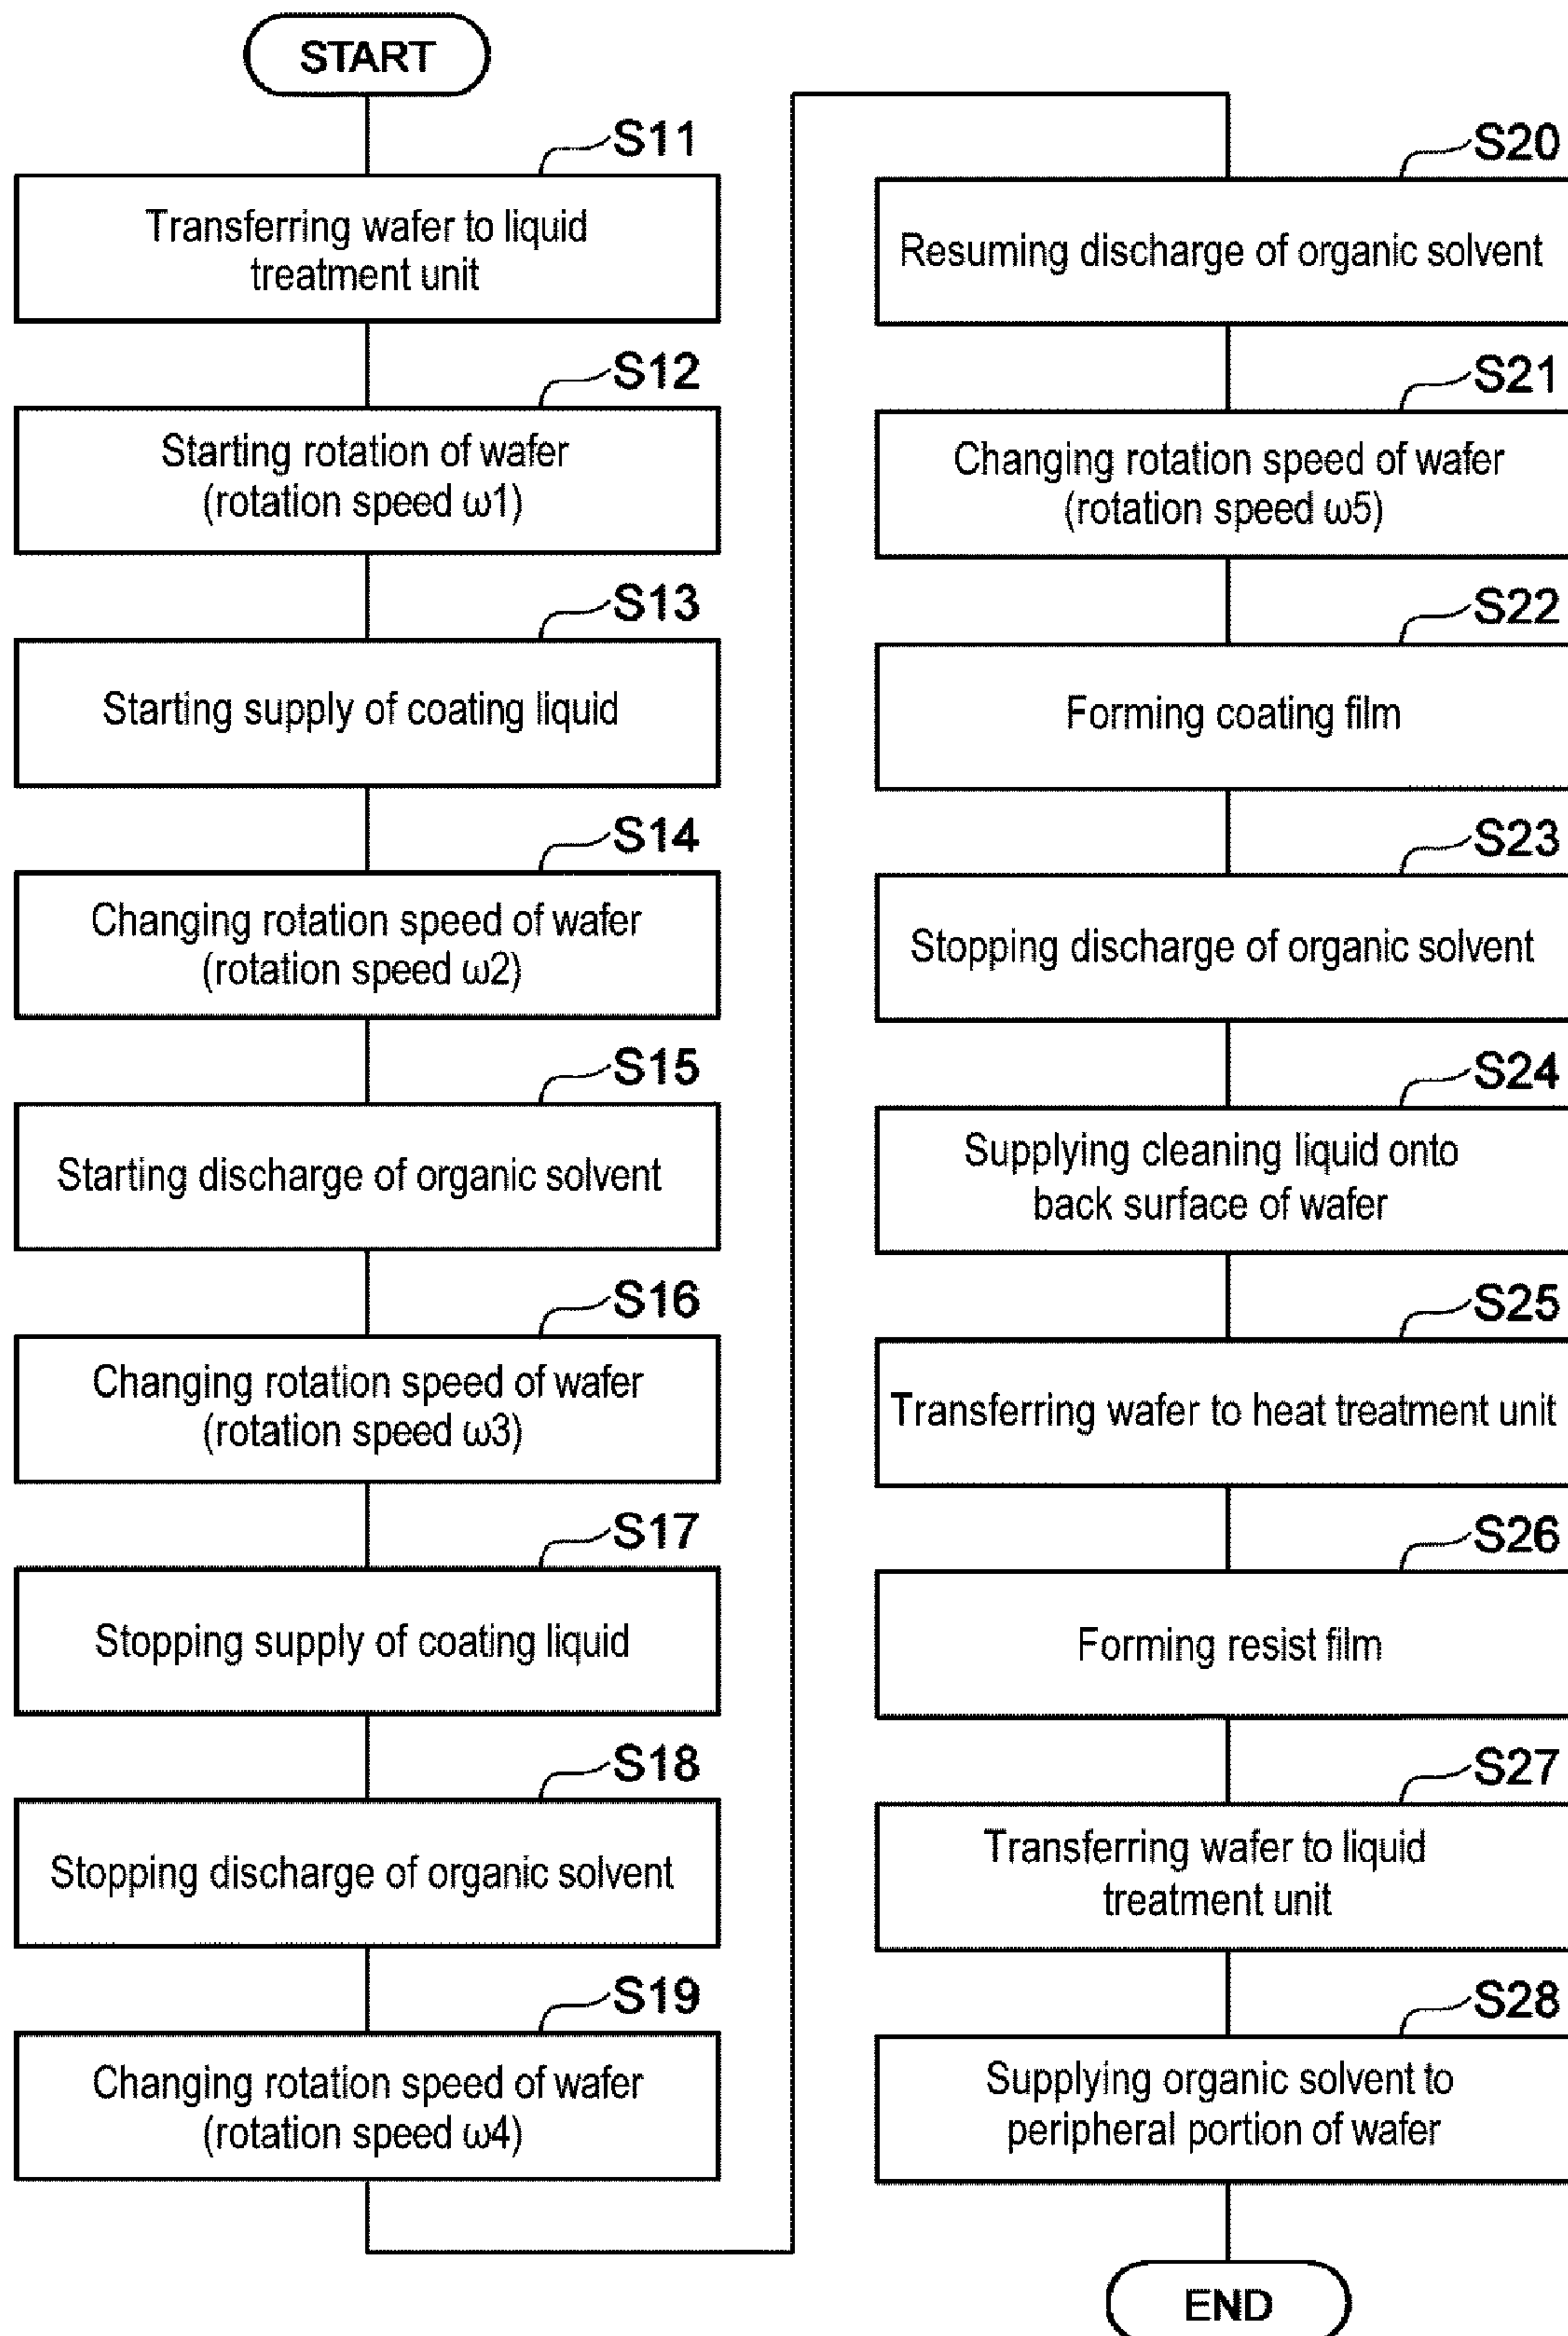 START
S11
Transferring wafer to liquid
treatment unit
S12
Starting rotation of wafer
(rotation speed ω1)
S13
Starting supply of coating liquid
S14
Changing rotation speed of wafer
(rotation speed ω2)
S15
Starting discharge of organic solvent
S16
Changing rotation speed of wafer
(rotation speed ω3)
S17
Stopping supply of coating liquid
S18
Stopping discharge of organic solvent
S19
Changing rotation speed of wafer
(rotation speed ω4)
S20
Resuming discharge of organic solvent
S21
Changing rotation speed of wafer
(rotation speed ω5)
S22
Forming coating film
S23
Stopping discharge of organic solvent
S24
Supplying cleaning liquid onto
back surface of wafer
S25
Transferring wafer to heat treatment unit
S26
Forming resist film
S27
Transferring wafer to liquid
treatment unit
S28
Supplying organic solvent to
peripheral portion of wafer
END